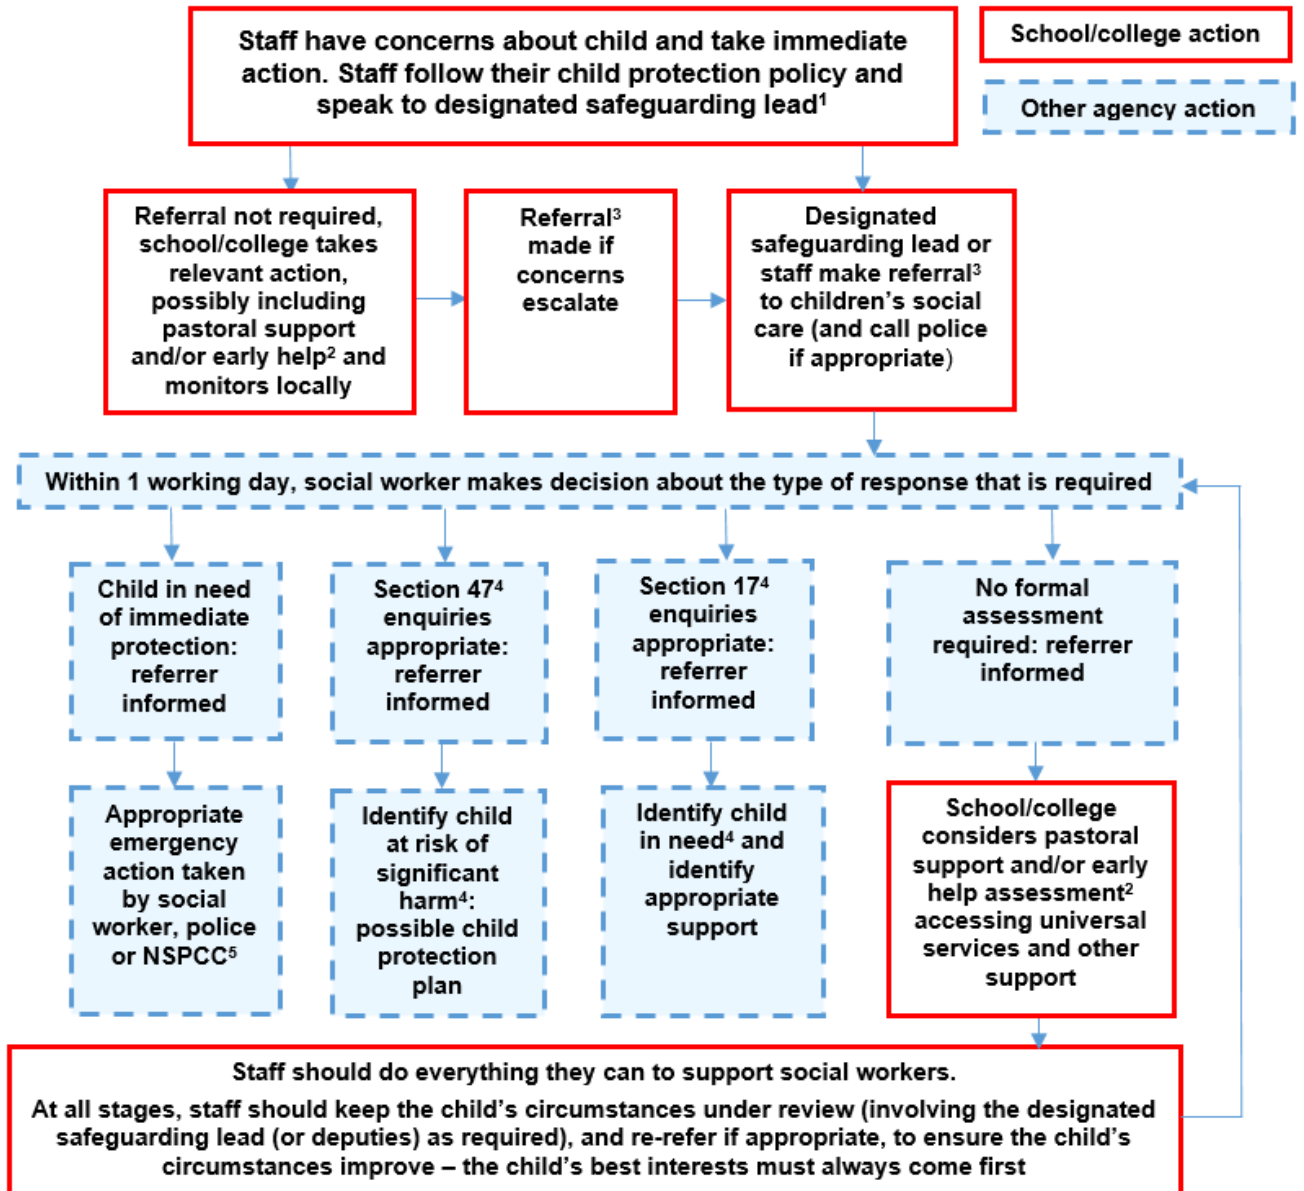 Staff have concerns about child and take immediate
action. Staff follow their child protection policy and
speak to designated safeguarding lead¹
School/college action
Other agency action
Referral not required,
school/college takes
relevant action,
possibly including
pastoral support
and/or early help² and
monitors locally
Referral³
made if
concerns
escalate
Designated
safeguarding lead or
staff make referral³
to children’s social
care (and call police
if appropriate)
Within 1 working day, social worker makes decision about the type of response that is required
Child in need
of immediate
protection:
referrer
informed
Section 47⁴
enquiries
appropriate:
referrer
informed
Section 17⁴
enquiries
appropriate:
referrer
informed
No formal
assessment
required: referrer
informed
Appropriate
emergency
action taken
by social
worker, police
or NSPCC⁵
Identify child
at risk of
significant
harm⁴:
possible child
protection
plan
Identify child
in need⁴ and
identify
appropriate
support
School/college
considers pastoral
support and/or early
help assessment²
accessing universal
services and other
support
Staff should do everything they can to support social workers.
At all stages, staff should keep the child’s circumstances under review (involving the designated
safeguarding lead (or deputies) as required), and re-refer if appropriate, to ensure the child’s
circumstances improve – the child’s best interests must always come first